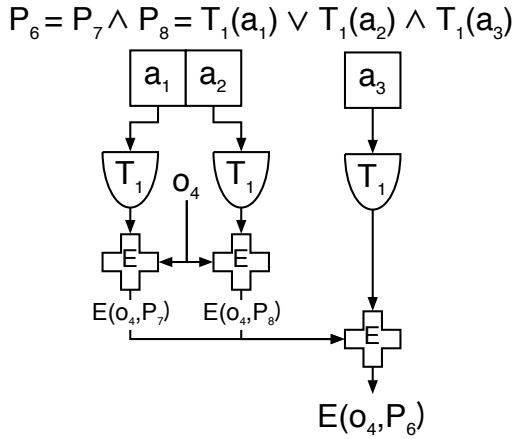 P₆ = P₇ ∧ P₈ = T₁(a₁) ∨ T₁(a₂) ∧ T₁(a₃)
a₁ a₂ a₃
T₁ T₁ T₁
o₄
E E
E(o₄,P₇) E(o₄,P₈)
E
E(o₄,P₆)